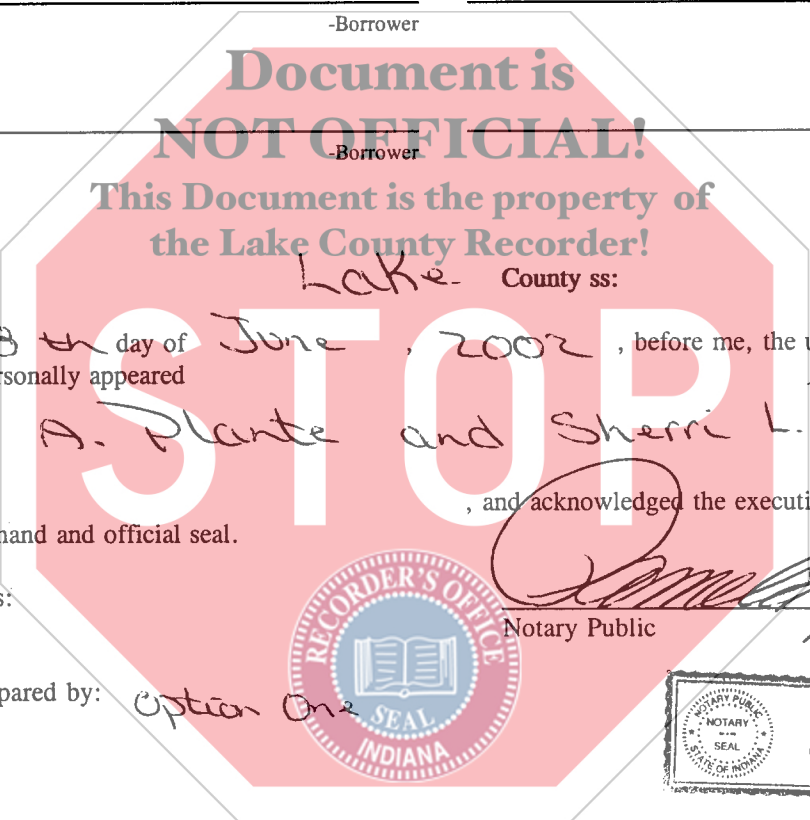 -Borrower
Document is
NOT OFFICIAL!
-Borrower
This Document is the property of
the Lake County Recorder!
Lake County ss:
8 th day of June , 2002 , before me, the u
rsonally appeared
A. Plante and Sherri L.
STOP
, and acknowledged the executi
hand and official seal.
s:
Notary Public
pared by: Option One
RECORDER'S OFFICE
SEAL
INDIANA
NOTARY PUBLIC
NOTARY
SEAL
STATE OF INDIANA